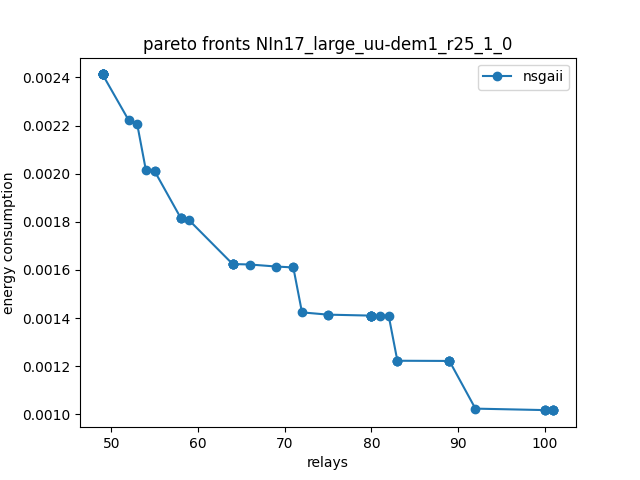 pareto fronts NIn17_large_uu-dem1_r25_1_0
nsgaii
0.0024
0.0022
0.0020
0.0018
0.0016
0.0014
0.0012
0.0010
energy consumption
50 60 70 80 90 100
relays